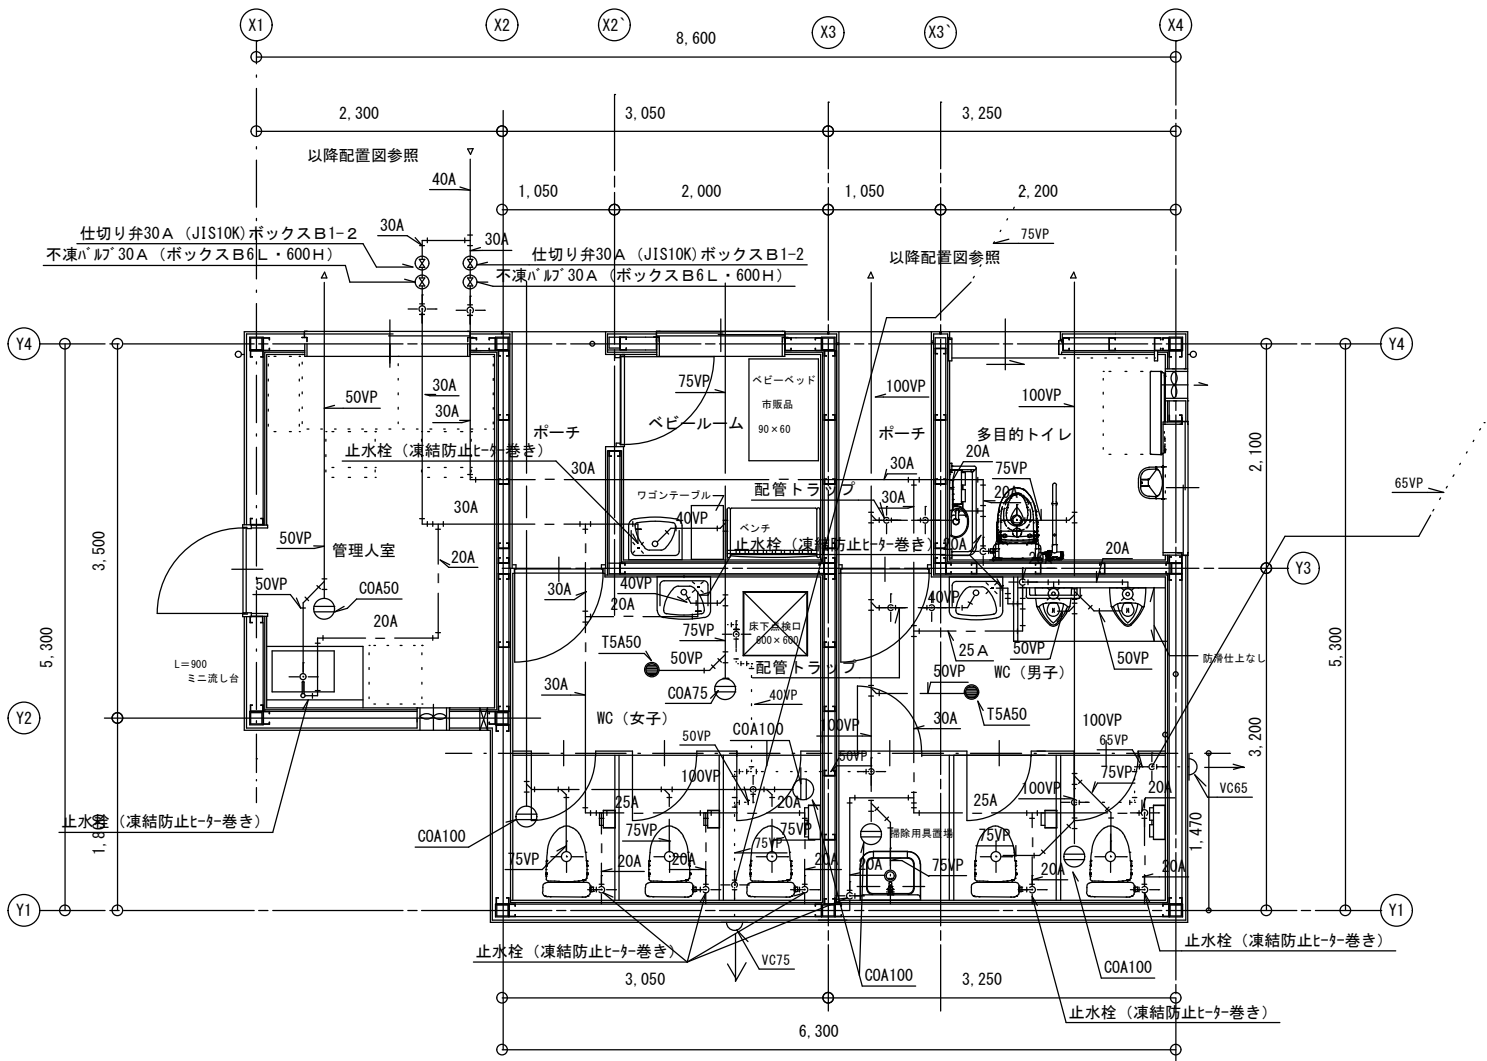 X1
X2
X2`
X3
X3`
X4
8,600
2,300
3,050
3,250
以降配置図参照
40A
1,050
2,000
1,050
2,200
30A
30A
75VP
仕切り弁30A (JIS10K)ボックスB1-2
不凍バルブ30A (ボックスB6L・600H)
仕切り弁30A (JIS10K)ボックスB1-2
不凍バルブ30A (ボックスB6L・600H)
以降配置図参照
Y4
Y4
50VP
30A
30A
75VP
ベビーベッド
市販品
90×60
100VP
100VP
ポーチ
ベビールーム
ポーチ
多目的トイレ
止水栓 (凍結防止ヒーター巻き)
30A
30A
20A
75VP
2,100
65VP
ワゴンテーブル
配管トラップ
30A
20A
30A
40VP
ベンチ
管理人室
50VP
20A
止水栓 (凍結防止ヒーター巻き)
3,500
Y3
50VP
COA50
30A
40VP
20A
40VP
20A
床下点検口
600×600
20A
75VP
T5A50
50VP
25A
50VP
50VP
配管トラップ
WC (男子)
防滑仕上なし
5,300
5,300
L=900
ミニ流し台
COA75
40VP
50VP
T5A50
30A
Y2
WC (女子)
30A
100VP
100VP
3,200
50VP
COA100
65VP
50VP
100VP
75VP
VC65
止水栓 (凍結防止ヒーター巻き)
1,800
25A
20A
25A
100VP
20A
1,470
COA100
75VP
75VP
75VP
掃除用具置場
75VP
75VP
20A
20A
20A
20A
75VP
20A
20A
Y1
Y1
止水栓 (凍結防止ヒーター巻き)
VC75
COA100
COA100
止水栓 (凍結防止ヒーター巻き)
3,050
3,250
止水栓 (凍結防止ヒーター巻き)
6,300